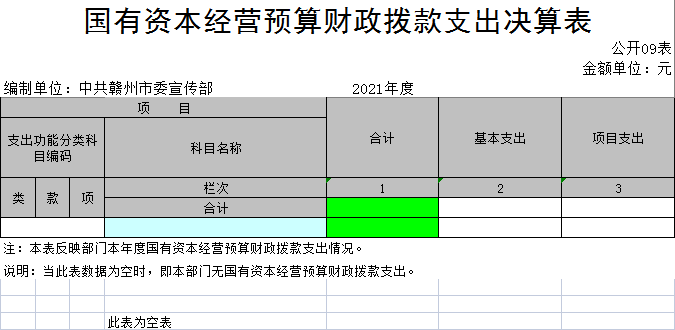 国有资本经营预算财政拨款支出决算表
公开09表
金额单位：元
编制单位：中共赣州市委宣传部 2021年度
项 目 合计 基本支出 项目支出
支出功能分类科
目编码 科目名称
类 款 项 栏次 1 2 3
合计
注：本表反映部门本年度国有资本经营预算财政拨款支出情况。
说明：当此表数据为空时，即本部门无国有资本经营预算财政拨款支出。
此表为空表